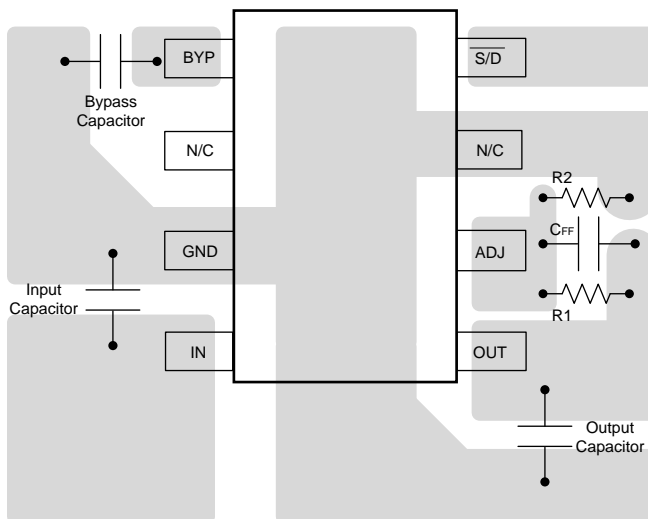 BYP
S/D
Bypass
Capacitor
N/C
N/C
R2
CFF
GND
ADJ
Input
Capacitor
R1
IN
OUT
Output
Capacitor